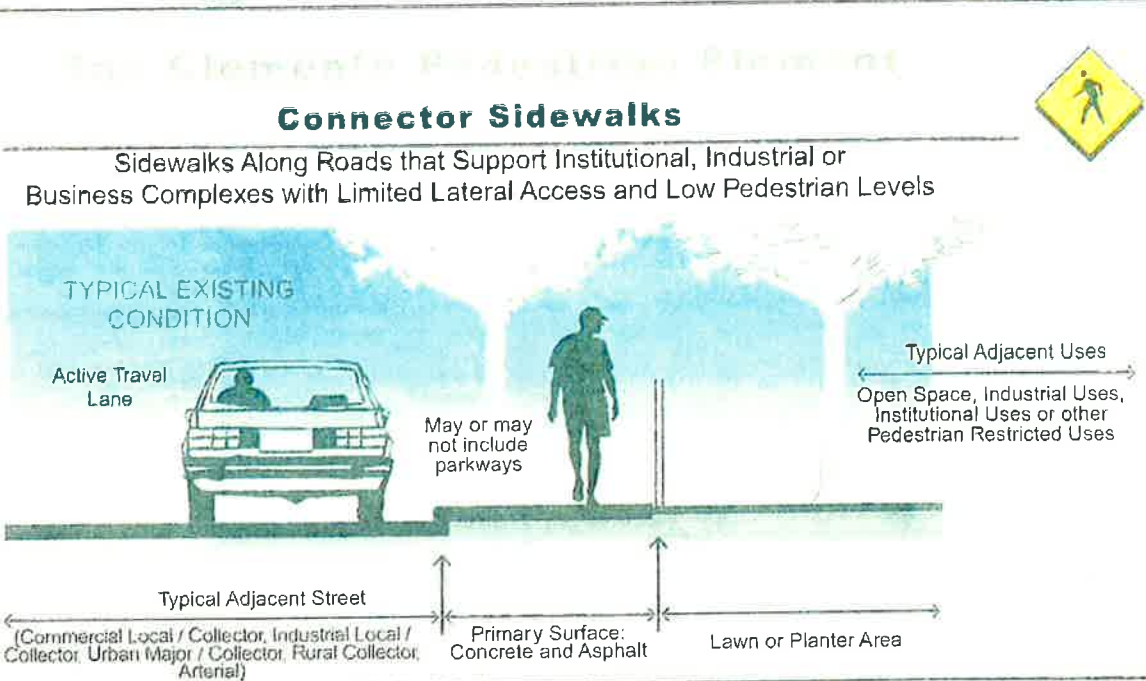 Connector Sidewalks
Sidewalks Along Roads that Support Institutional, Industrial or
Business Complexes with Limited Lateral Access and Low Pedestrian Levels
TYPICAL EXISTING
CONDITION
Active Travel
Lane
May or may
not include
parkways
Typical Adjacent Uses
Open Space, Industrial Uses,
Institutional Uses or other
Pedestrian Restricted Uses
Typical Adjacent Street
(Commercial Local / Collector, Industrial Local /
Collector, Urban Major / Collector, Rural Collector,
Arterial)
Primary Surface:
Concrete and Asphalt
Lawn or Planter Area